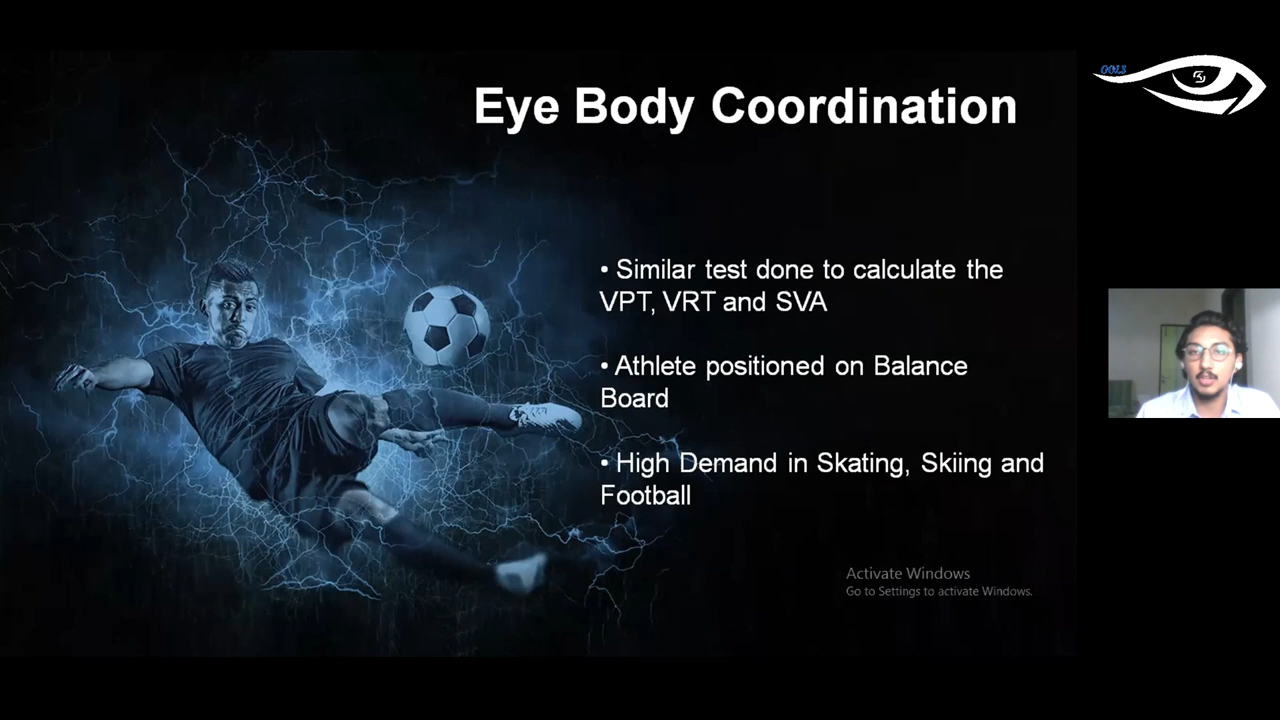 Eye Body Coordination
GOLS
• Similar test done to calculate the
VPT, VRT and SVA
• Athlete positioned on Balance
Board
• High Demand in Skating, Skiing and
Football
Activate Windows
Go to Settings to activate Windows.